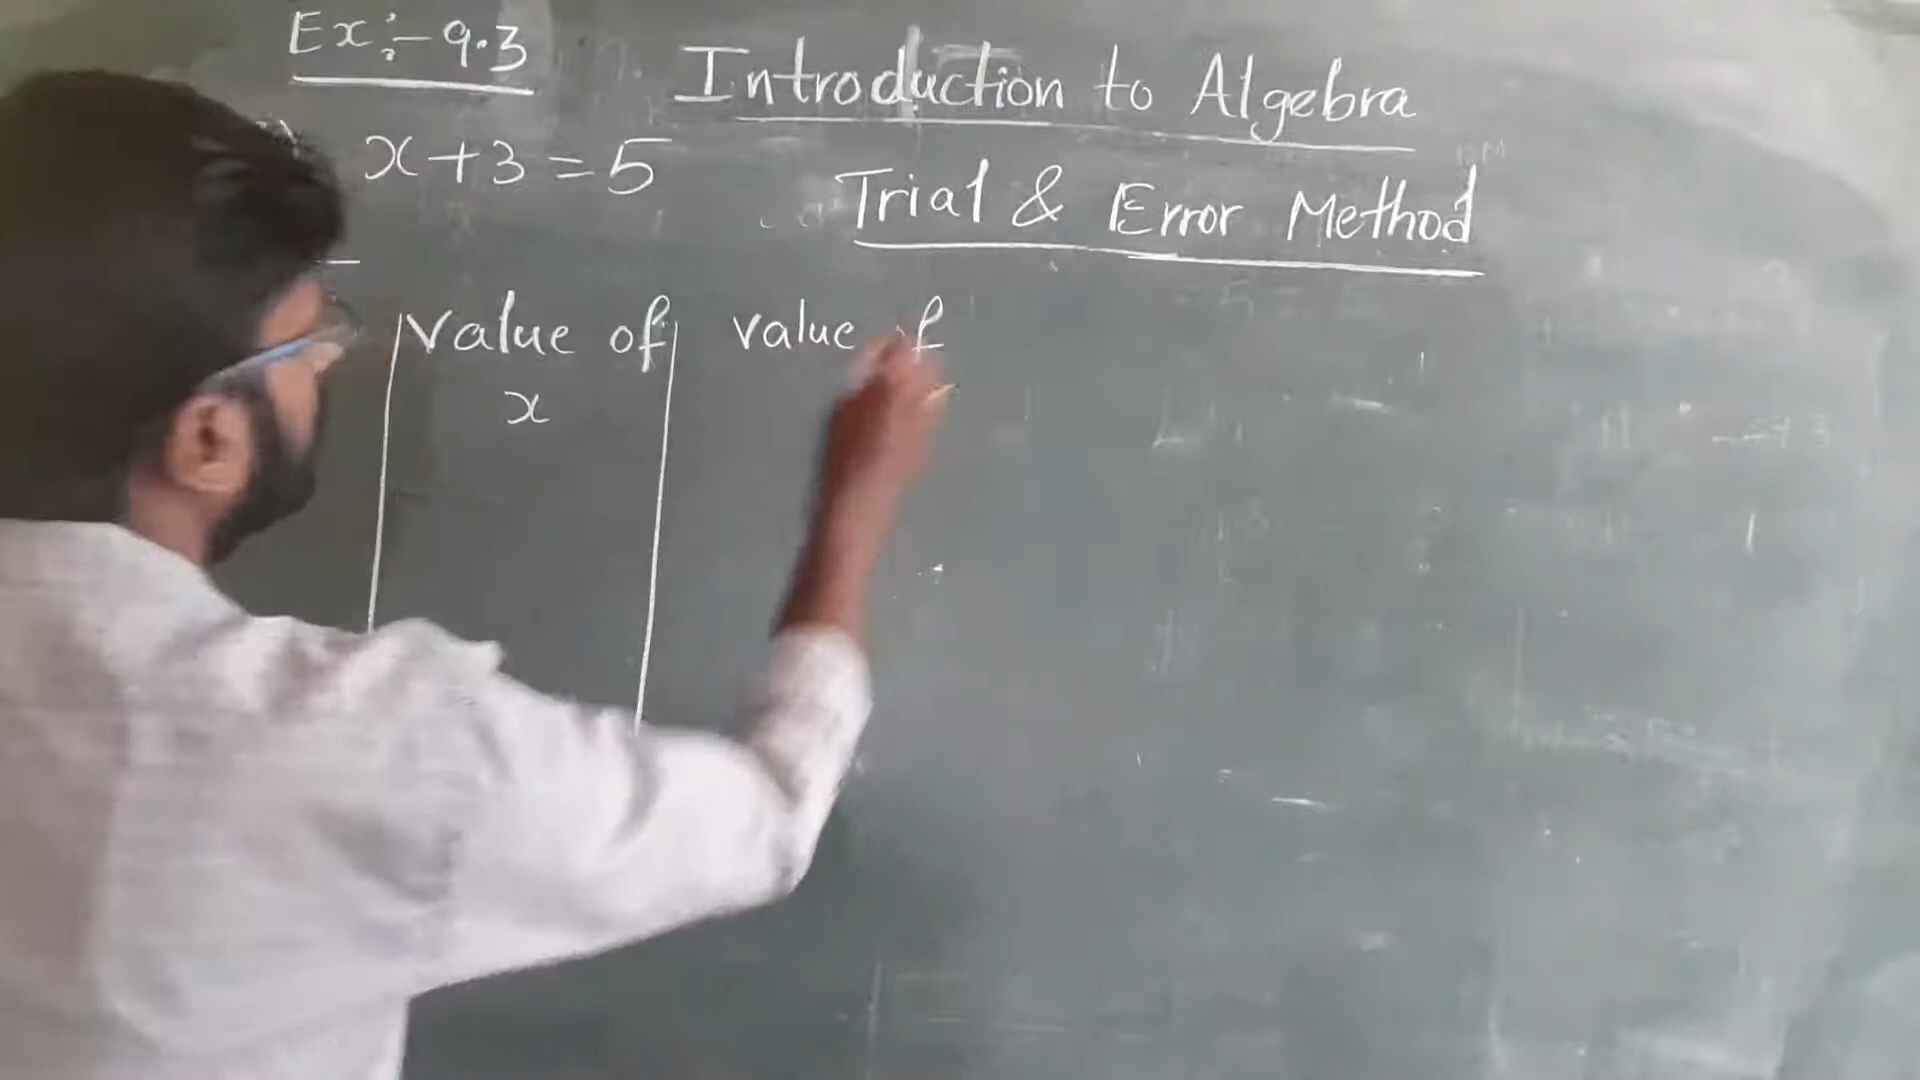 Ex:- 9.3
Introduction to Algebra
x+3=5
Trial & Error Method
Value of
x
value of